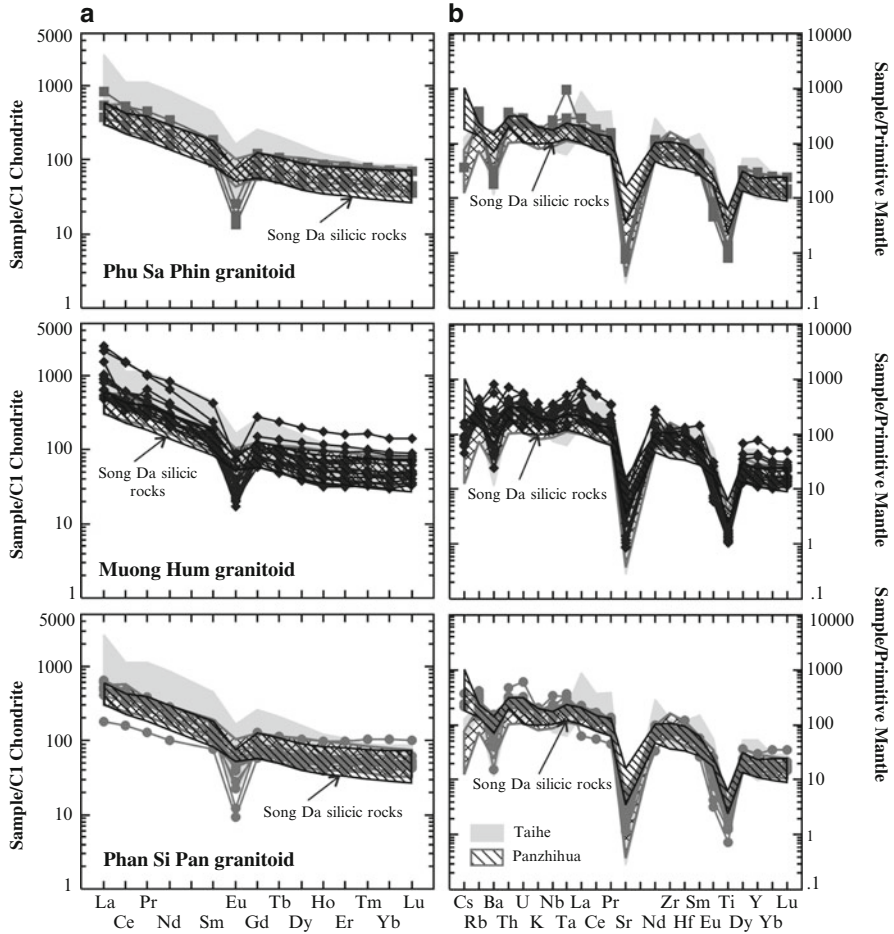 a
b
5000
1000
100
10
1
Sample/C1 Chondrite
Song Da silicic rocks
Phu Sa Phin granitoid
10000
1000
100
100
1
.1
Sample/Primitive Mantle
Song Da silicic rocks
5000
1000
100
10
1
Sample/C1 Chondrite
Song Da silicic
rocks
Muong Hum granitoid
10000
1000
100
10
1
.1
Sample/Primitive Mantle
Song Da silicic rocks
5000
1000
100
10
1
Sample/C1 Chondrite
Song Da silicic rocks
Phan Si Pan granitoid
10000
1000
100
10
1
.1
Sample/Primitive Mantle
Song Da silicic rocks
Taihe
Panzhihua
La Pr Eu Tb Ho Tm Lu
Ce Nd Sm Gd Dy Er Yb
Cs Ba U Nb La Pr Nd Zr Sm Ti Y Lu
Rb Th K Ta Ce Sr Hf Eu Dy Yb